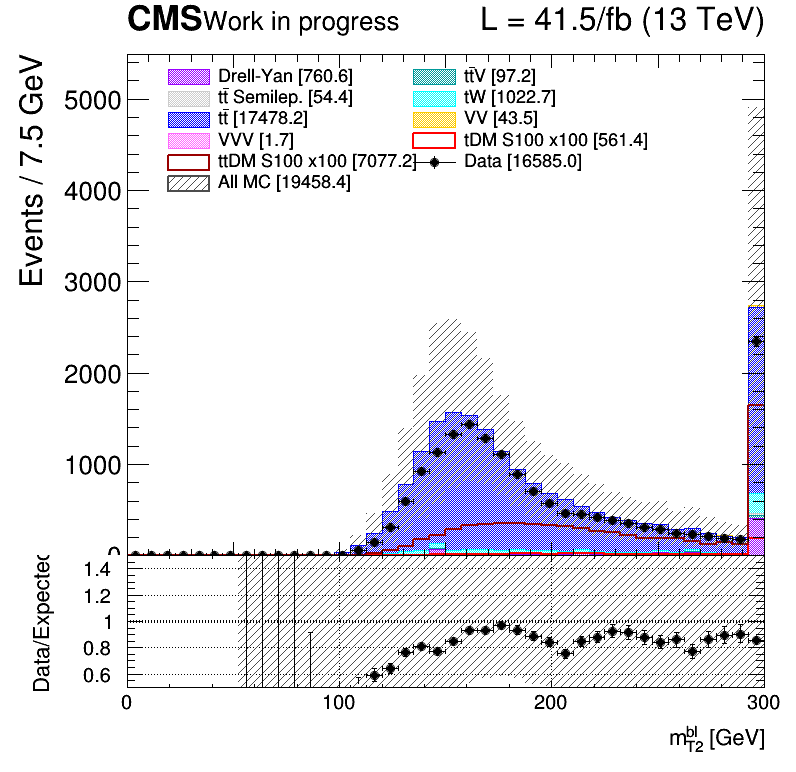 CMS Work in progress L = 41.5/fb (13 TeV)
Events / 7.5 GeV
Drell-Yan [760.6] tt̄V [97.2]
tt̄ Semilep. [54.4] tW [1022.7]
tt̄ [17478.2] VV [43.5]
VVV [1.7] tDM S100 x100 [561.4]
ttDM S100 x100 [7077.2] Data [16585.0]
All MC [19458.4]
5000
4000
3000
2000
1000
0
Data/Expected
1.4
1.2
1
0.8
0.6
0 100 200 300
m_{T2}^{bl} [GeV]